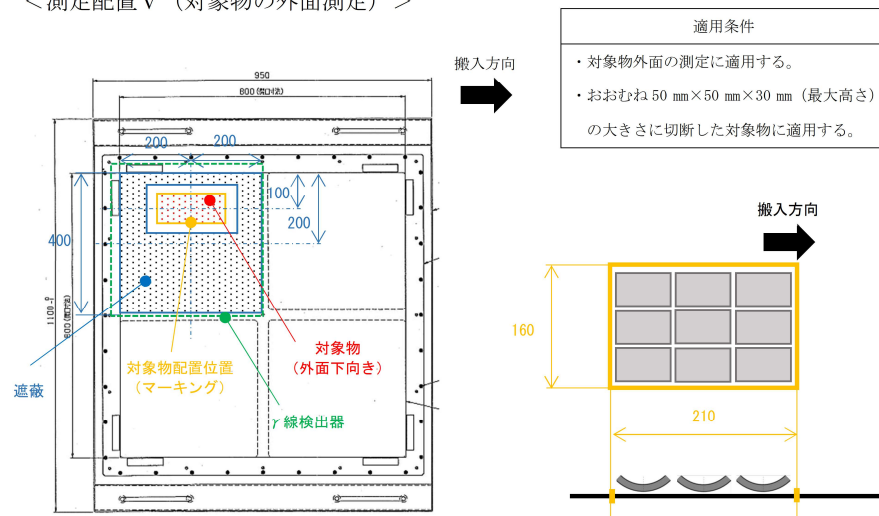 ＜測定配置Ⅴ（対象物の外面測定）＞
適用条件
・対象物外面の測定に適用する。
・おおむね 50 mm×50 mm×30 mm（最大高さ）
の大きさに切断した対象物に適用する。
搬入方向
950
200
200
100
200
400
対象物
（外面下向き）
対象物配置位置
（マーキング）
遮蔽
γ線検出器
搬入方向
160
210